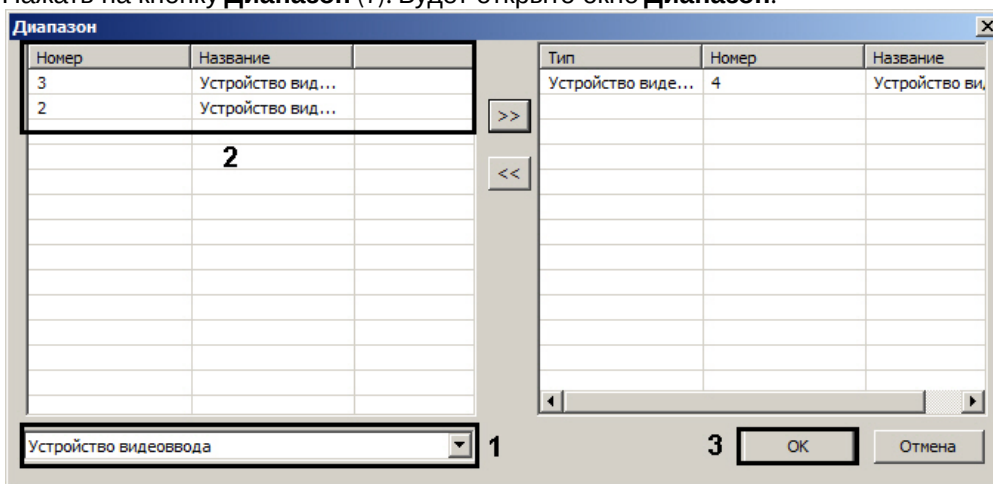 Нажать на кнопку Диапазон (1). Будет открыто окно Диапазон.
Диапазон
Номер Название Тип Номер Название
3 Устройство вид... Устройство виде... 4 Устройство ви
2 Устройство вид...
>>
2
<<
Устройство видеоввода 1 3 OK Отмена